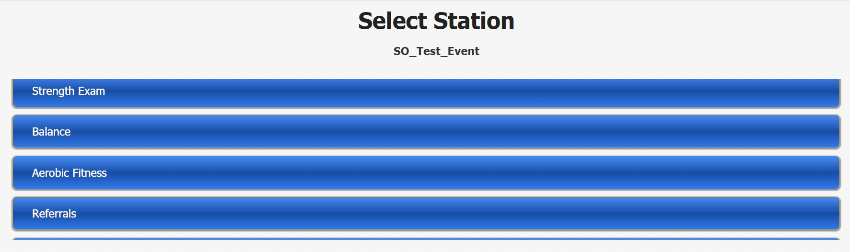 Select Station
SO_Test_Event
Strength Exam
Balance
Aerobic Fitness
Referrals